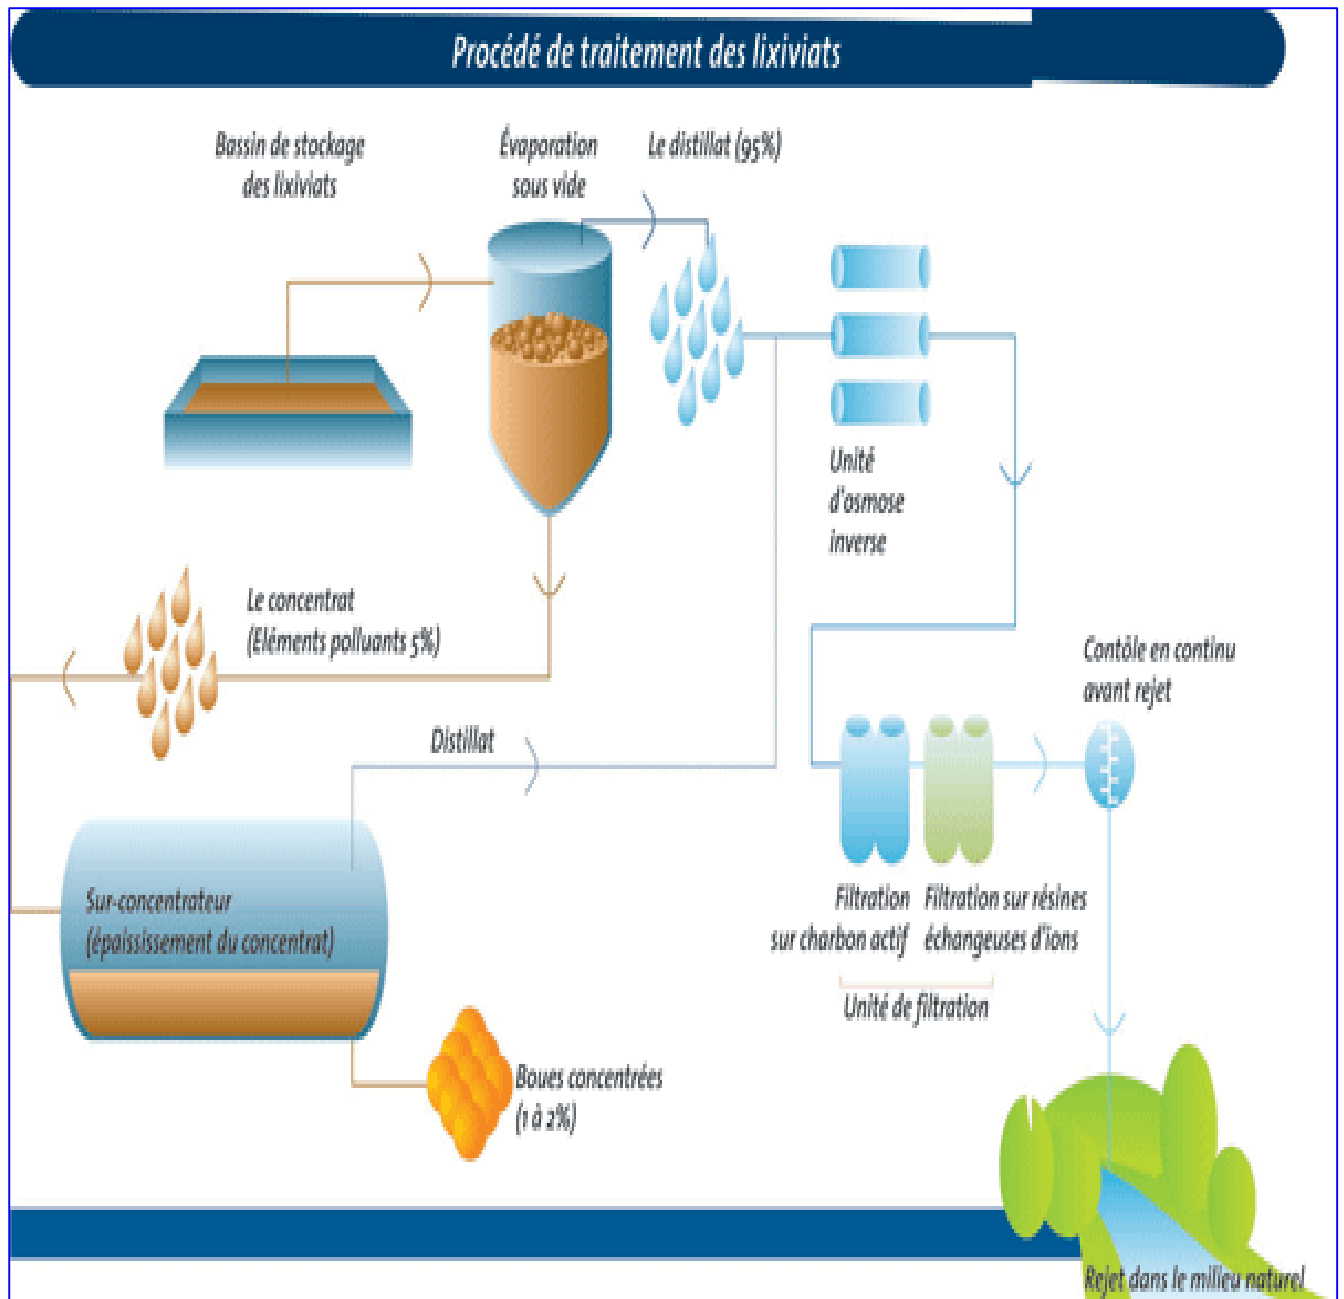 Procédé de traitement des lixiviats
Bassin de stockage
des lixiviats
Évaporation
sous vide
Le distillat (95%)
Unité
d'osmose
inverse
Le concentrat
(Eléments polluants 5%)
Contôle en continu
avant rejet
Distillat
Sur-concentrateur
(épaississement du concentrat)
Filtration
sur charbon actif
Filtration sur résines
échangeuses d'ions
Unité de filtration
Boues concentrées
(1 à 2%)
Rejet dans le milieu naturel